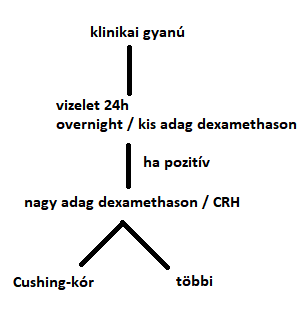 klinikai gyanú
vizelet 24h
overnight / kis adag dexamethason
ha pozitív
nagy adag dexamethason / CRH
Cushing-kór
többi